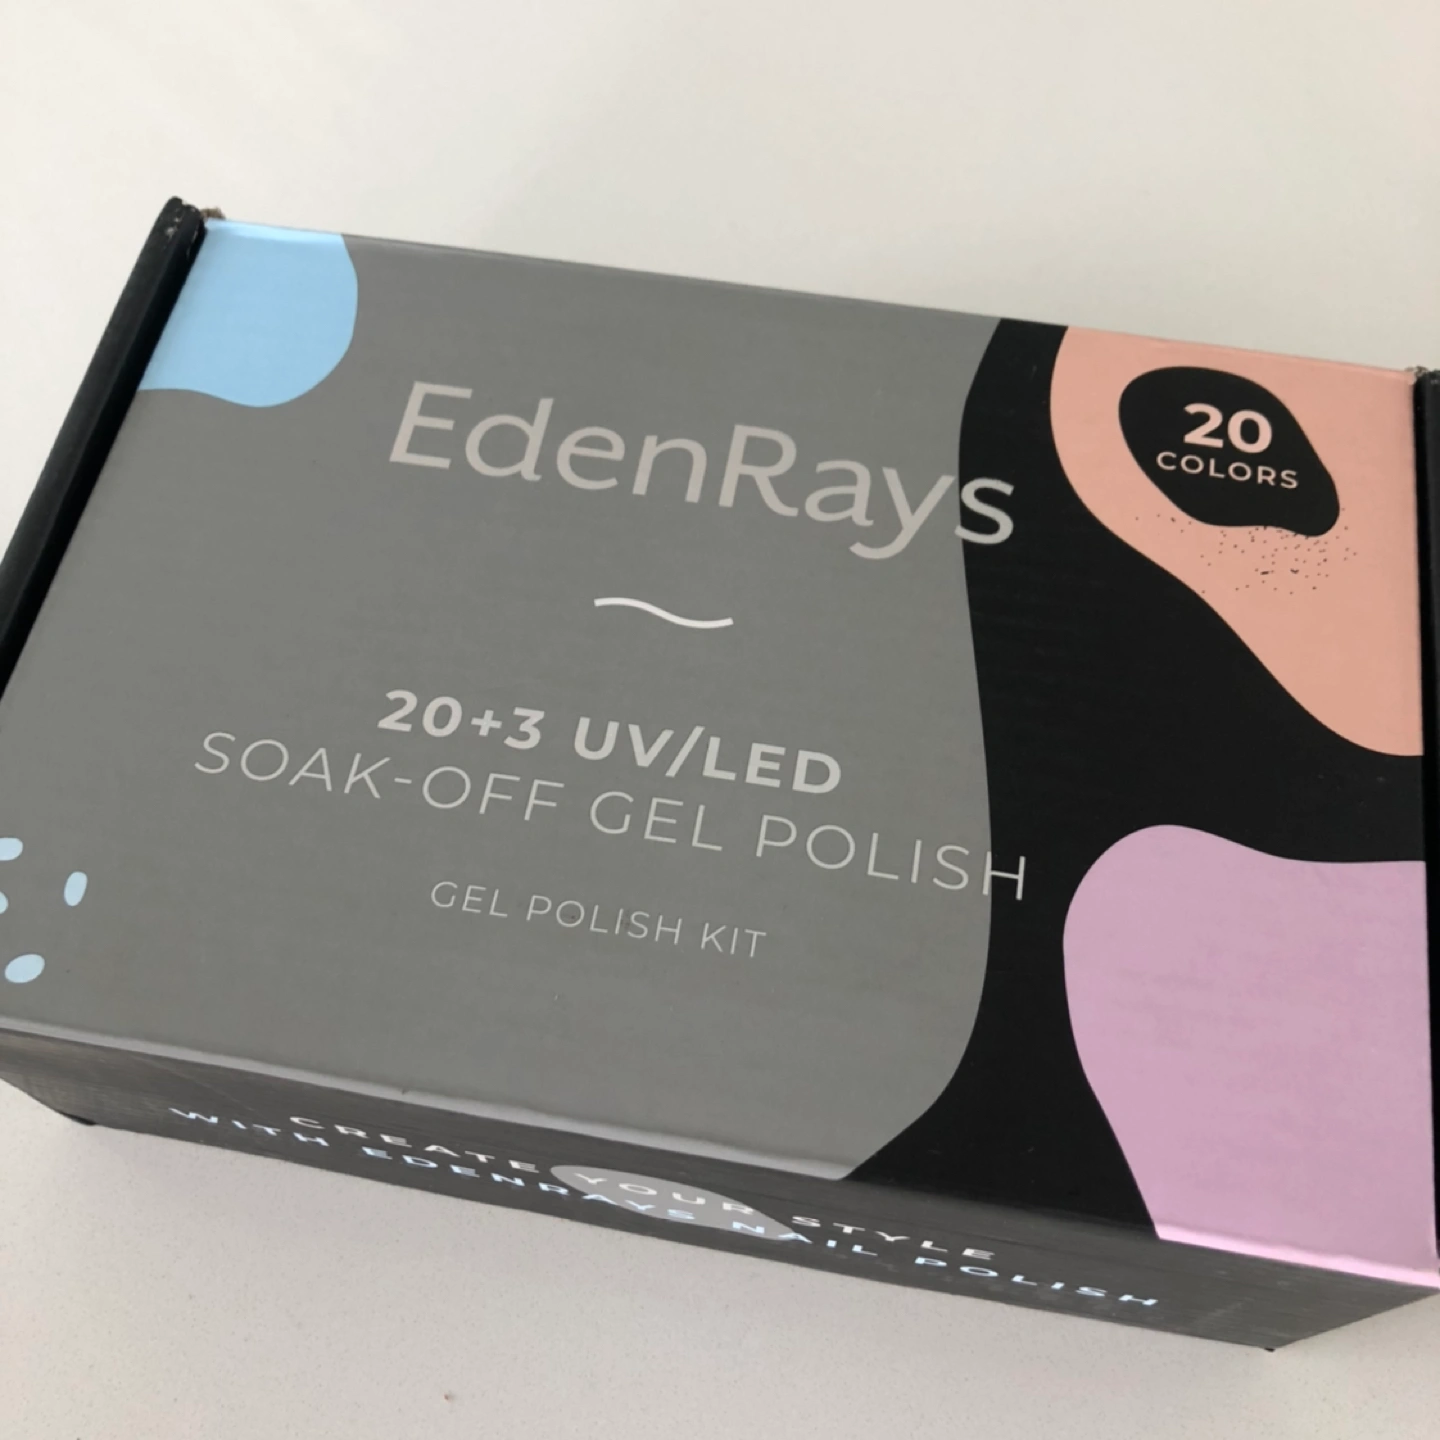 EdenRays
20
COLORS
20+3 UV/LED
SOAK-OFF GEL POLISH
GEL POLISH KIT
CREATE YOUR STYLE
WITH EDENRAYS NAIL POLISH